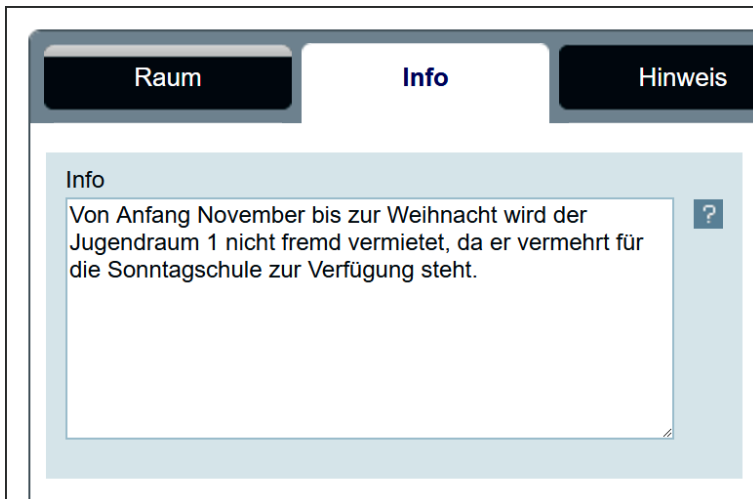 Raum
Info
Hinweis
Info
Von Anfang November bis zur Weihnacht wird der
Jugendraum 1 nicht fremd vermietet, da er vermehrt für
die Sonntagschule zur Verfügung steht.
?